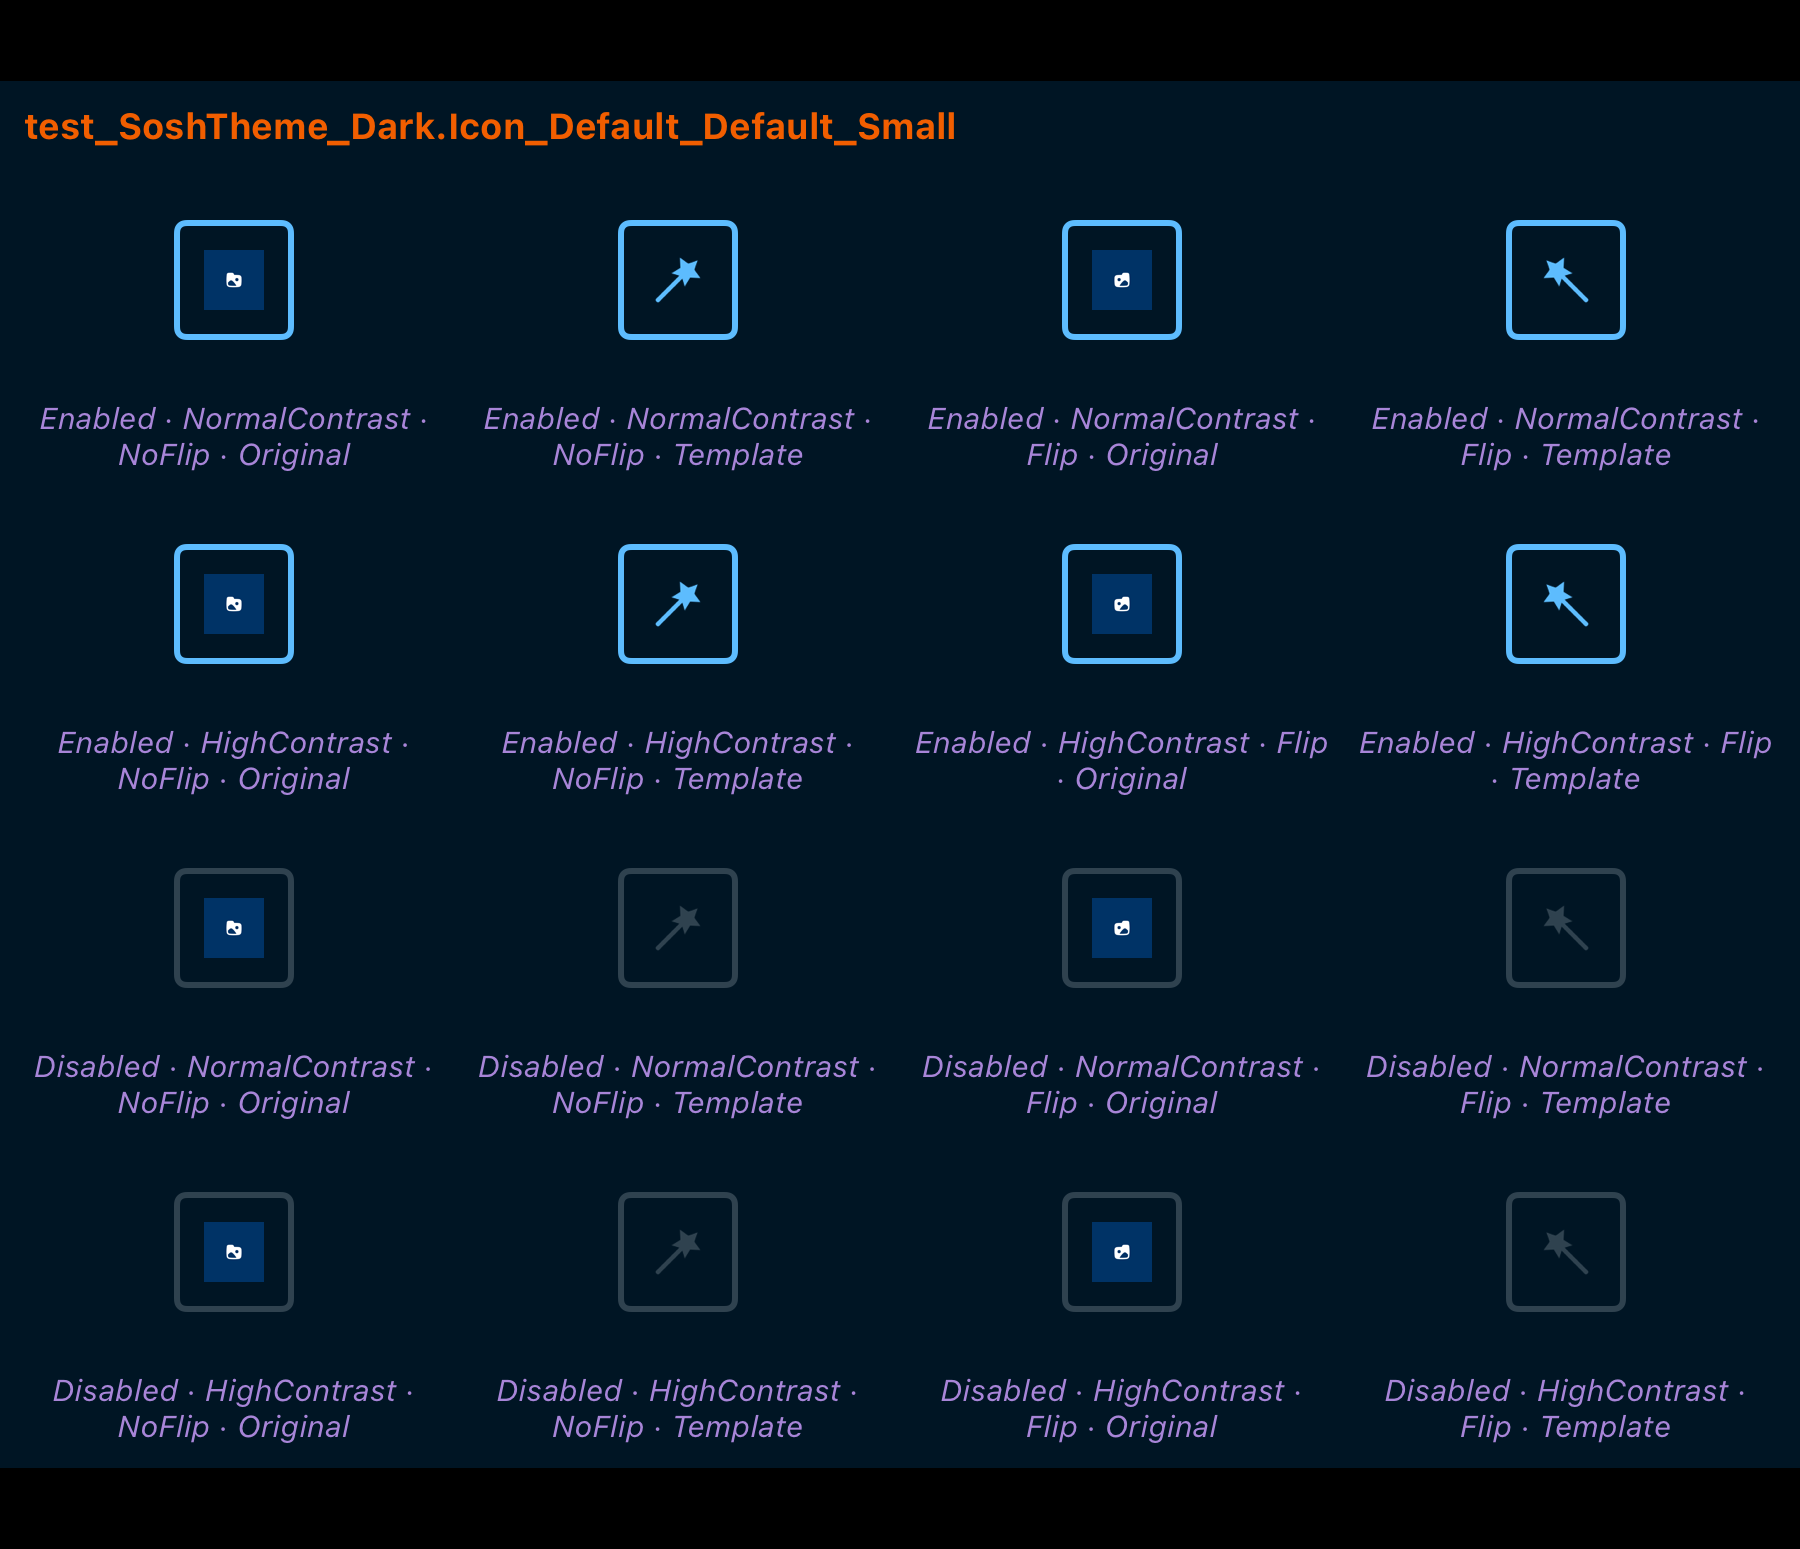 test_SoshTheme_Dark.Icon_Default_Default_Small
Enabled · NormalContrast ·
NoFlip · Original
Enabled · NormalContrast ·
NoFlip · Template
Enabled · NormalContrast ·
Flip · Original
Enabled · NormalContrast ·
Flip · Template
Enabled · HighContrast ·
NoFlip · Original
Enabled · HighContrast ·
NoFlip · Template
Enabled · HighContrast · Flip
· Original
Enabled · HighContrast · Flip
· Template
Disabled · NormalContrast ·
NoFlip · Original
Disabled · NormalContrast ·
NoFlip · Template
Disabled · NormalContrast ·
Flip · Original
Disabled · NormalContrast ·
Flip · Template
Disabled · HighContrast ·
NoFlip · Original
Disabled · HighContrast ·
NoFlip · Template
Disabled · HighContrast ·
Flip · Original
Disabled · HighContrast ·
Flip · Template